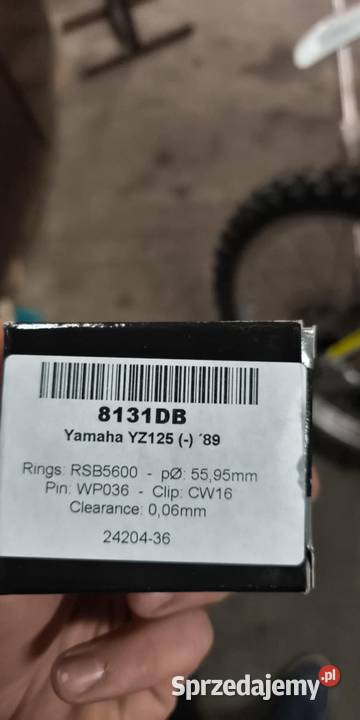 8131DB
Yamaha YZ125 (-) ´89
Rings: RSB5600 - pØ: 55,95mm
Pin: WP036 - Clip: CW16
Clearance: 0,06mm
24204-36
Sprzedajemy.pl